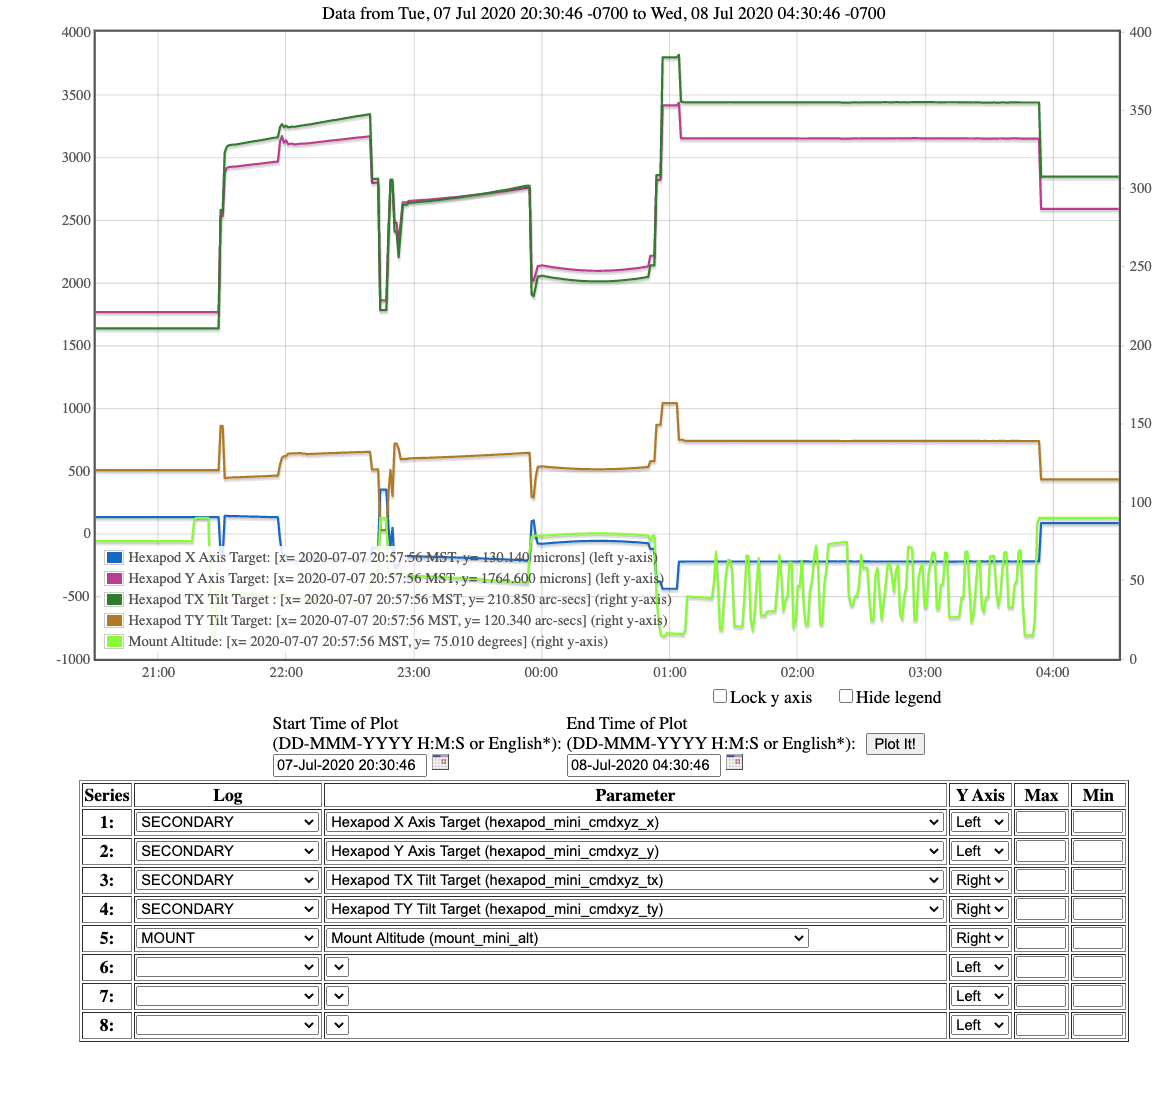 Data from Tue, 07 Jul 2020 20:30:46 -0700 to Wed, 08 Jul 2020 04:30:46 -0700
4000 400
3500 350
3000 300
2500 250
2000
1500 200
1000 150
500 100
0
-500 50
-1000 0
Hexapod X Axis Target: [x= 2020-07-07 20:57:56 MST, y= 130.140 microns] (left y-axis)
Hexapod Y Axis Target: [x= 2020-07-07 20:57:56 MST, y= 1764.600 microns] (left y-axis)
Hexapod TX Tilt Target : [x= 2020-07-07 20:57:56 MST, y= 210.850 arc-secs] (right y-axis)
Hexapod TY Tilt Target: [x= 2020-07-07 20:57:56 MST, y= 120.340 arc-secs] (right y-axis)
Mount Altitude: [x= 2020-07-07 20:57:56 MST, y= 75.010 degrees] (right y-axis)
21:00 22:00 23:00 00:00 01:00 02:00 03:00 04:00
Lock y axis Hide legend
Start Time of Plot End Time of Plot
(DD-MMM-YYYY H:M:S or English*): (DD-MMM-YYYY H:M:S or English*): Plot It!
07-Jul-2020 20:30:46 08-Jul-2020 04:30:46
Series Log Parameter Y Axis Max Min
1: SECONDARY Hexapod X Axis Target (hexapod_mini_cmdxyz_x) Left
2: SECONDARY Hexapod Y Axis Target (hexapod_mini_cmdxyz_y) Left
3: SECONDARY Hexapod TX Tilt Target (hexapod_mini_cmdxyz_tx) Right
4: SECONDARY Hexapod TY Tilt Target (hexapod_mini_cmdxyz_ty) Right
5: MOUNT Mount Altitude (mount_mini_alt) Right
6: Left
7: Left
8: Left